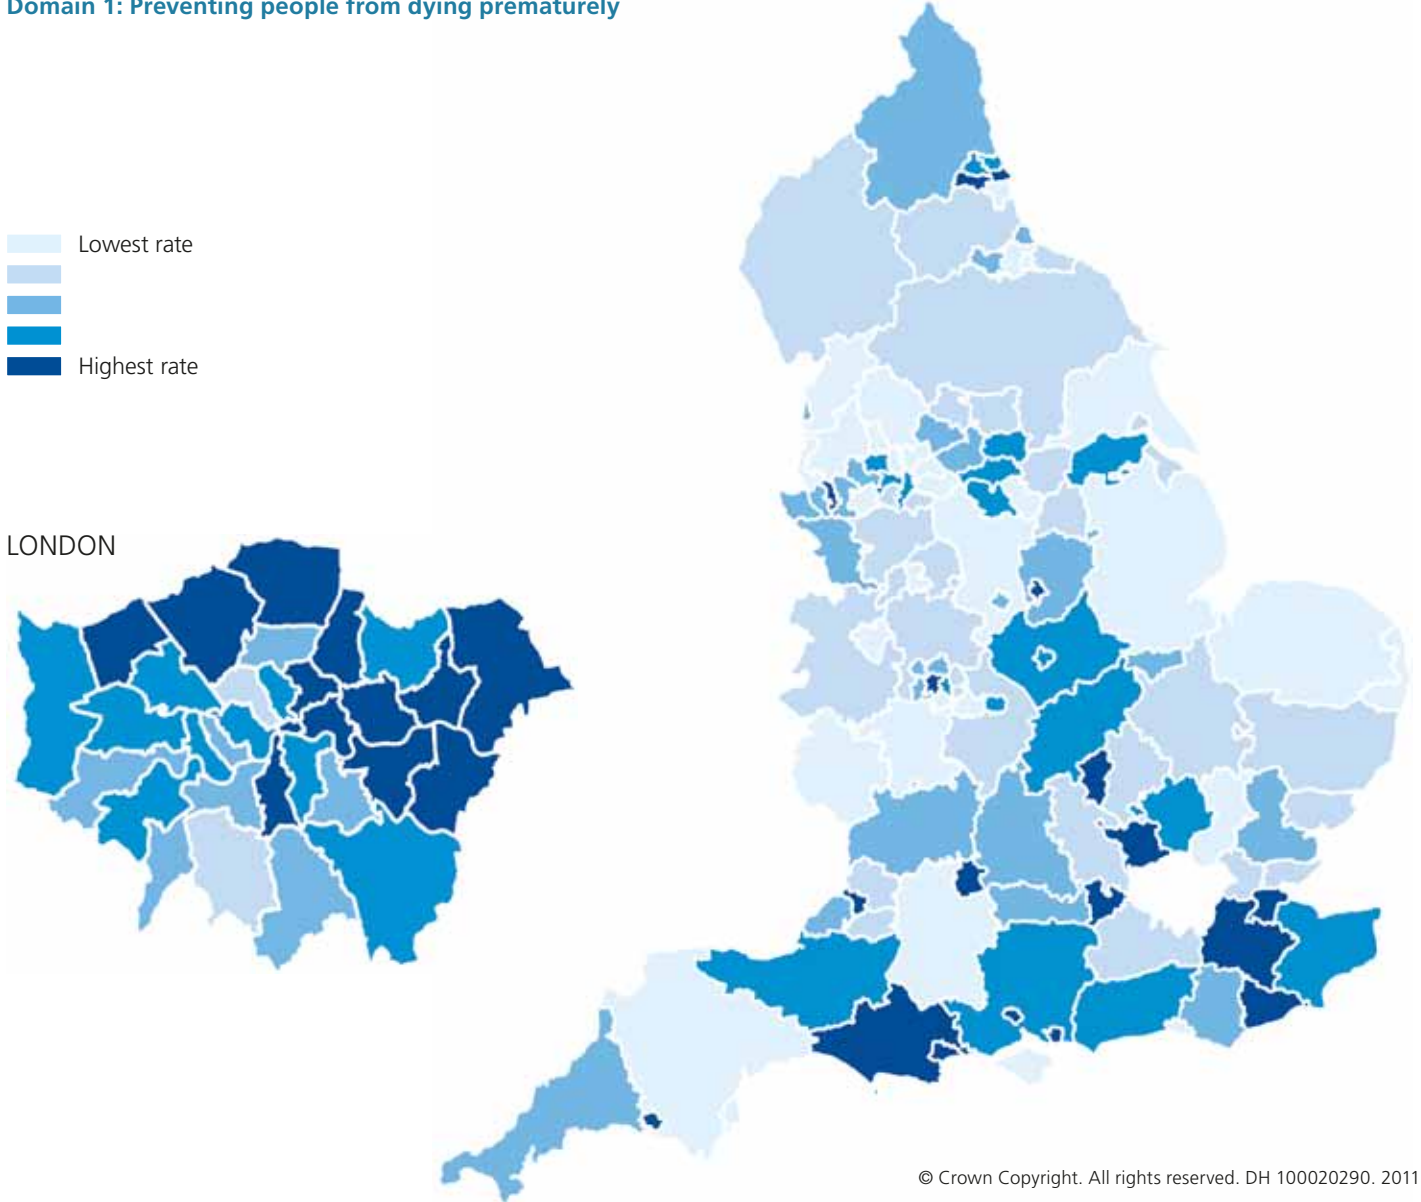 Domain 1: Preventing people from dying prematurely
Lowest rate
Highest rate
LONDON
© Crown Copyright. All rights reserved. DH 100020290. 2011